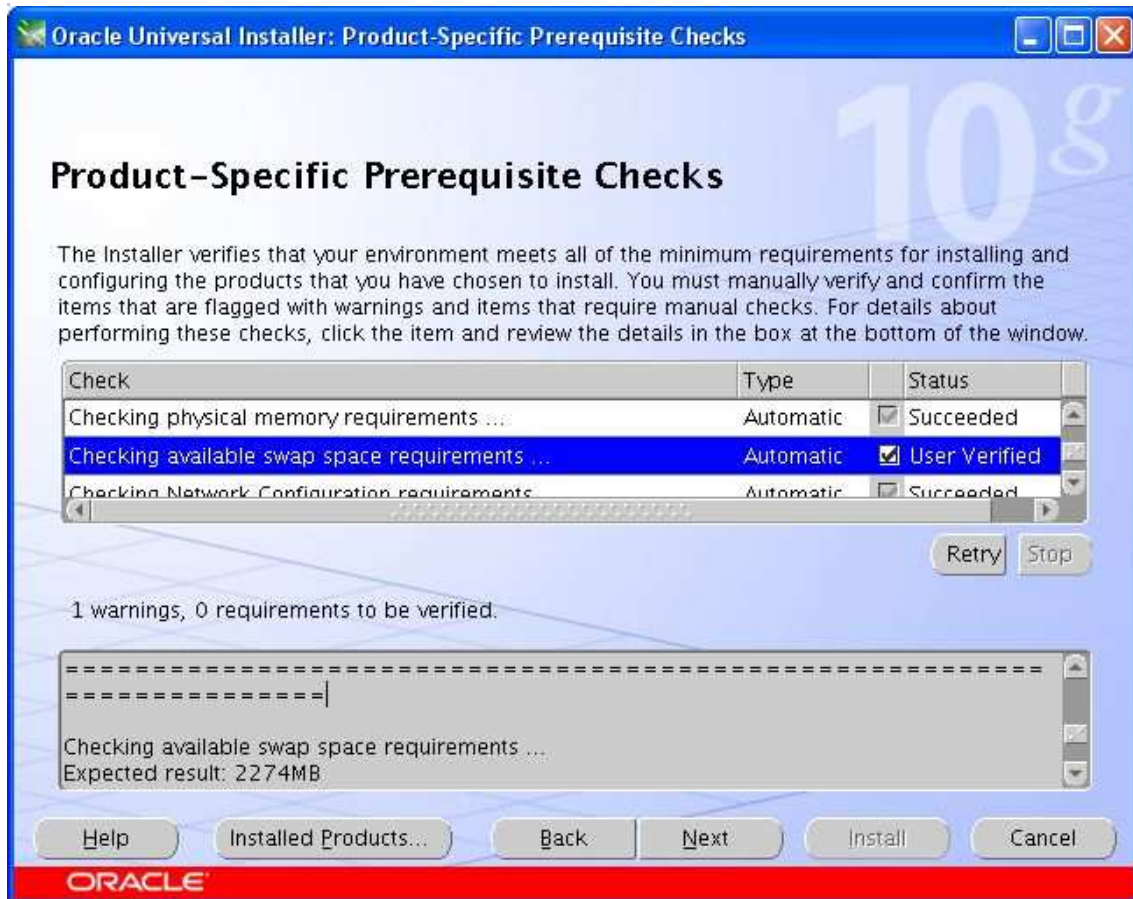 Oracle Universal Installer: Product-Specific Prerequisite Checks
10g
Product-Specific Prerequisite Checks
The Installer verifies that your environment meets all of the minimum requirements for installing and
configuring the products that you have chosen to install. You must manually verify and confirm the
items that are flagged with warnings and items that require manual checks. For details about
performing these checks, click the item and review the details in the box at the bottom of the window.
Check Type Status
Checking physical memory requirements ... Automatic Succeeded
Checking available swap space requirements ... Automatic User Verified
Checking Network Configuration requirements Automatic Succeeded
Retry Stop
1 warnings, 0 requirements to be verified.
========================================================
===============
Checking available swap space requirements ...
Expected result: 2274MB
Help Installed Products... Back Next Install Cancel
ORACLE